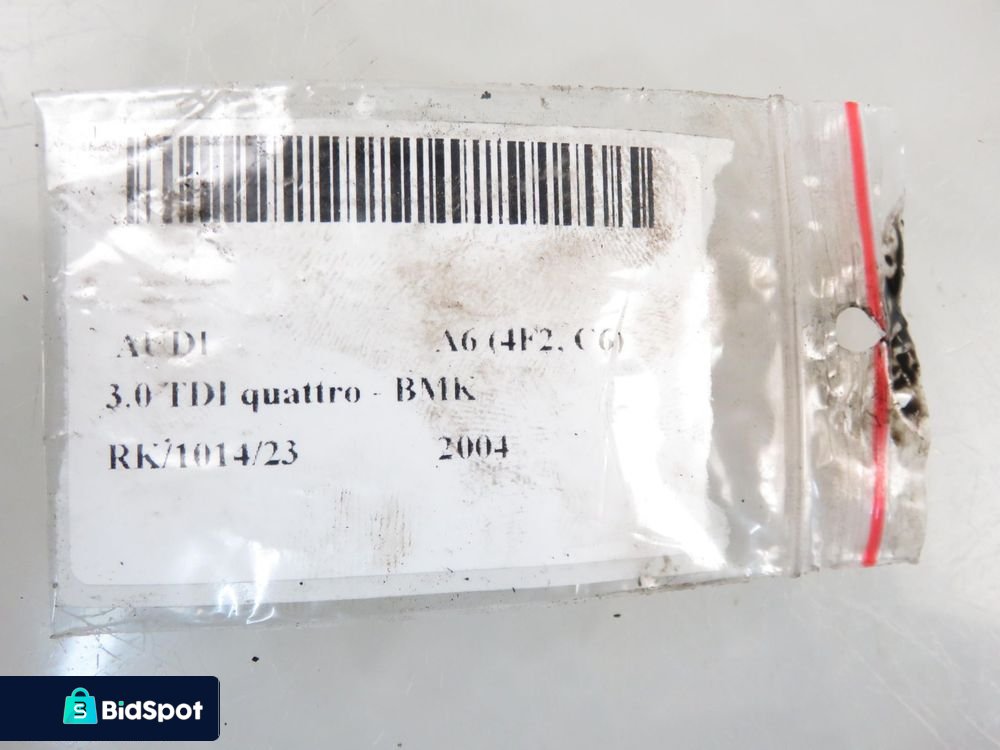 AUDI A6 (4F2, C6)
3.0 TDI quattro - BMK
RK/1014/23 2004
BidSpot